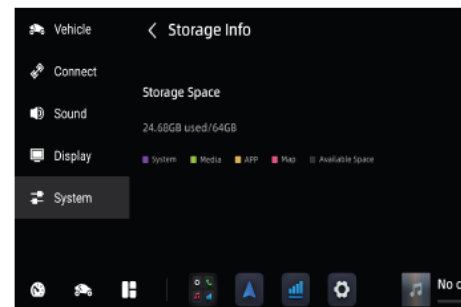 Vehicle
Storage Info
Connect
Storage Space
Sound
24.68GB used/64GB
Display
System Media APP Map Available Space
System
No c